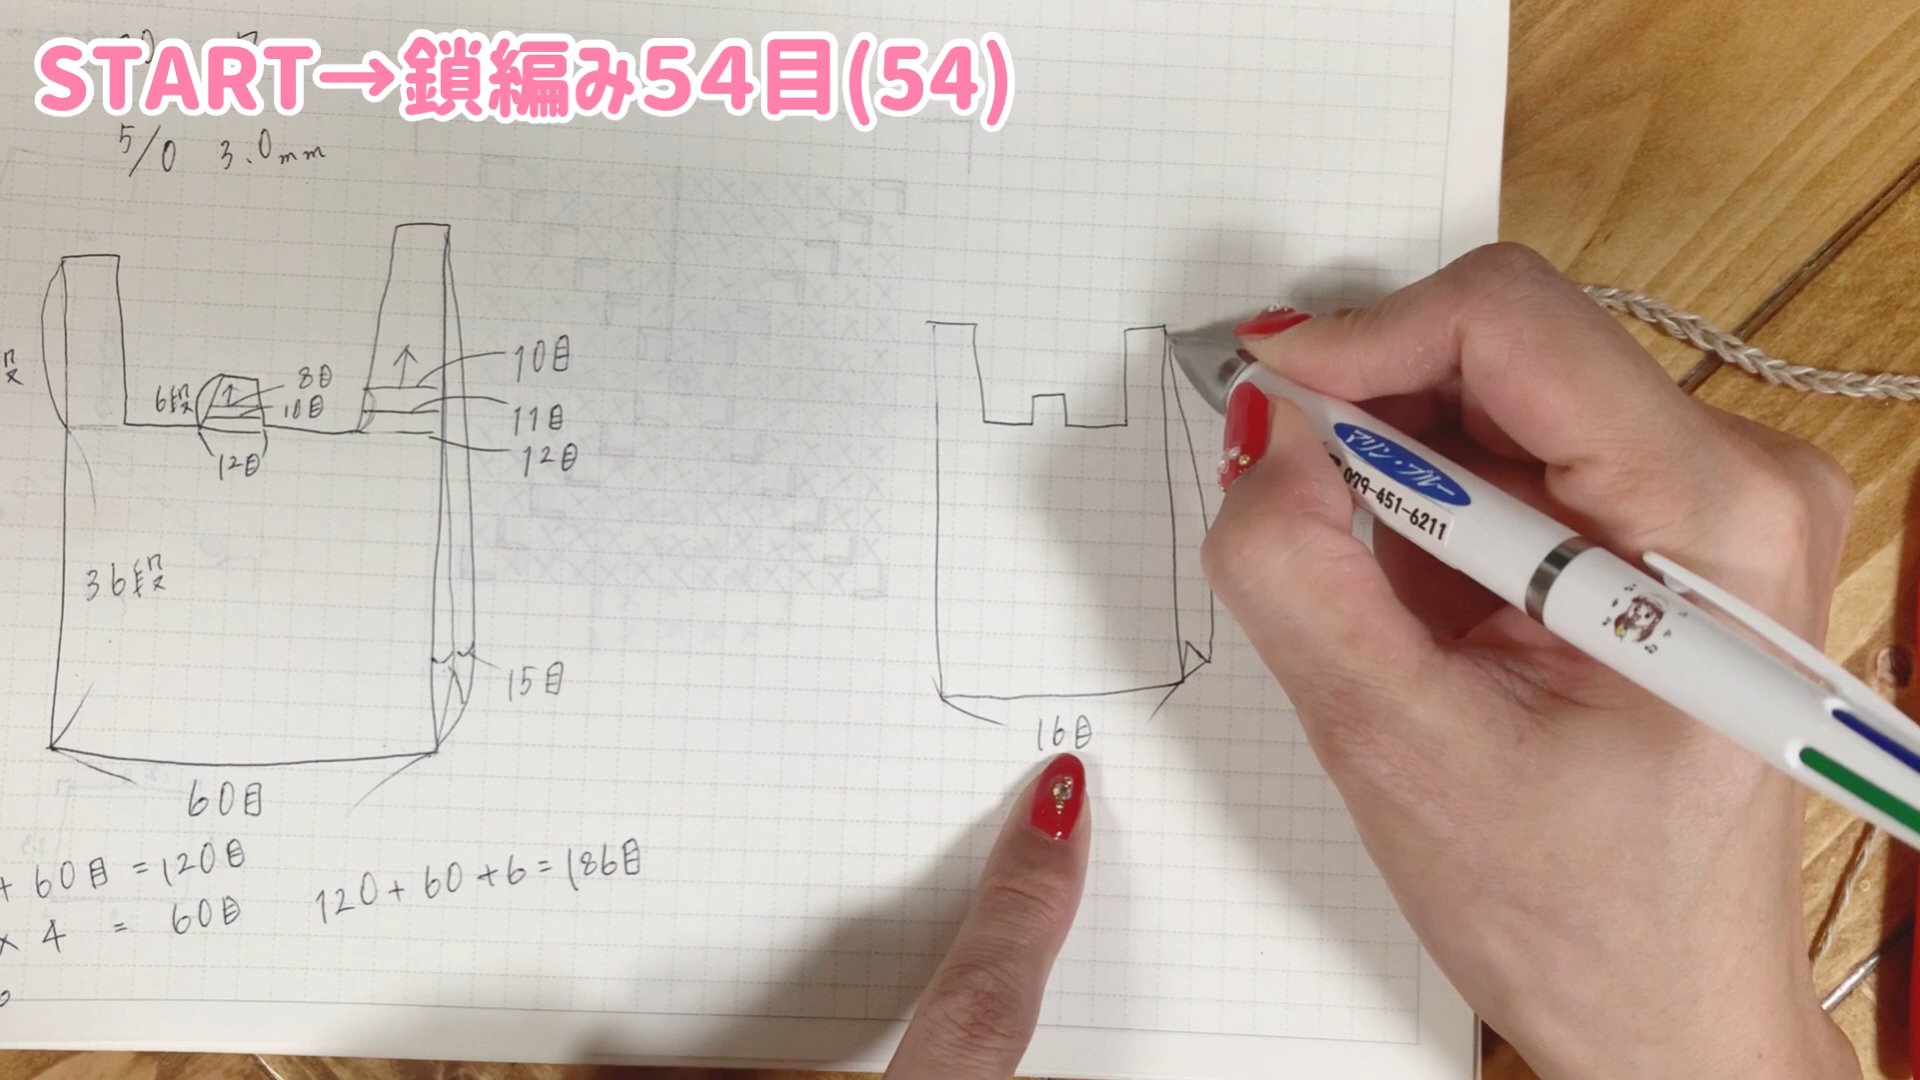 START→鎖編み54目(54)
5/0 3.0mm
10目
8目
6段
10目
11目
12目
12目
36段
15目
60目
16目
+ 60目 = 120目
120 + 60 + 6 = 186目
× 4 = 60目
マリン・ブルー
079-451-6211